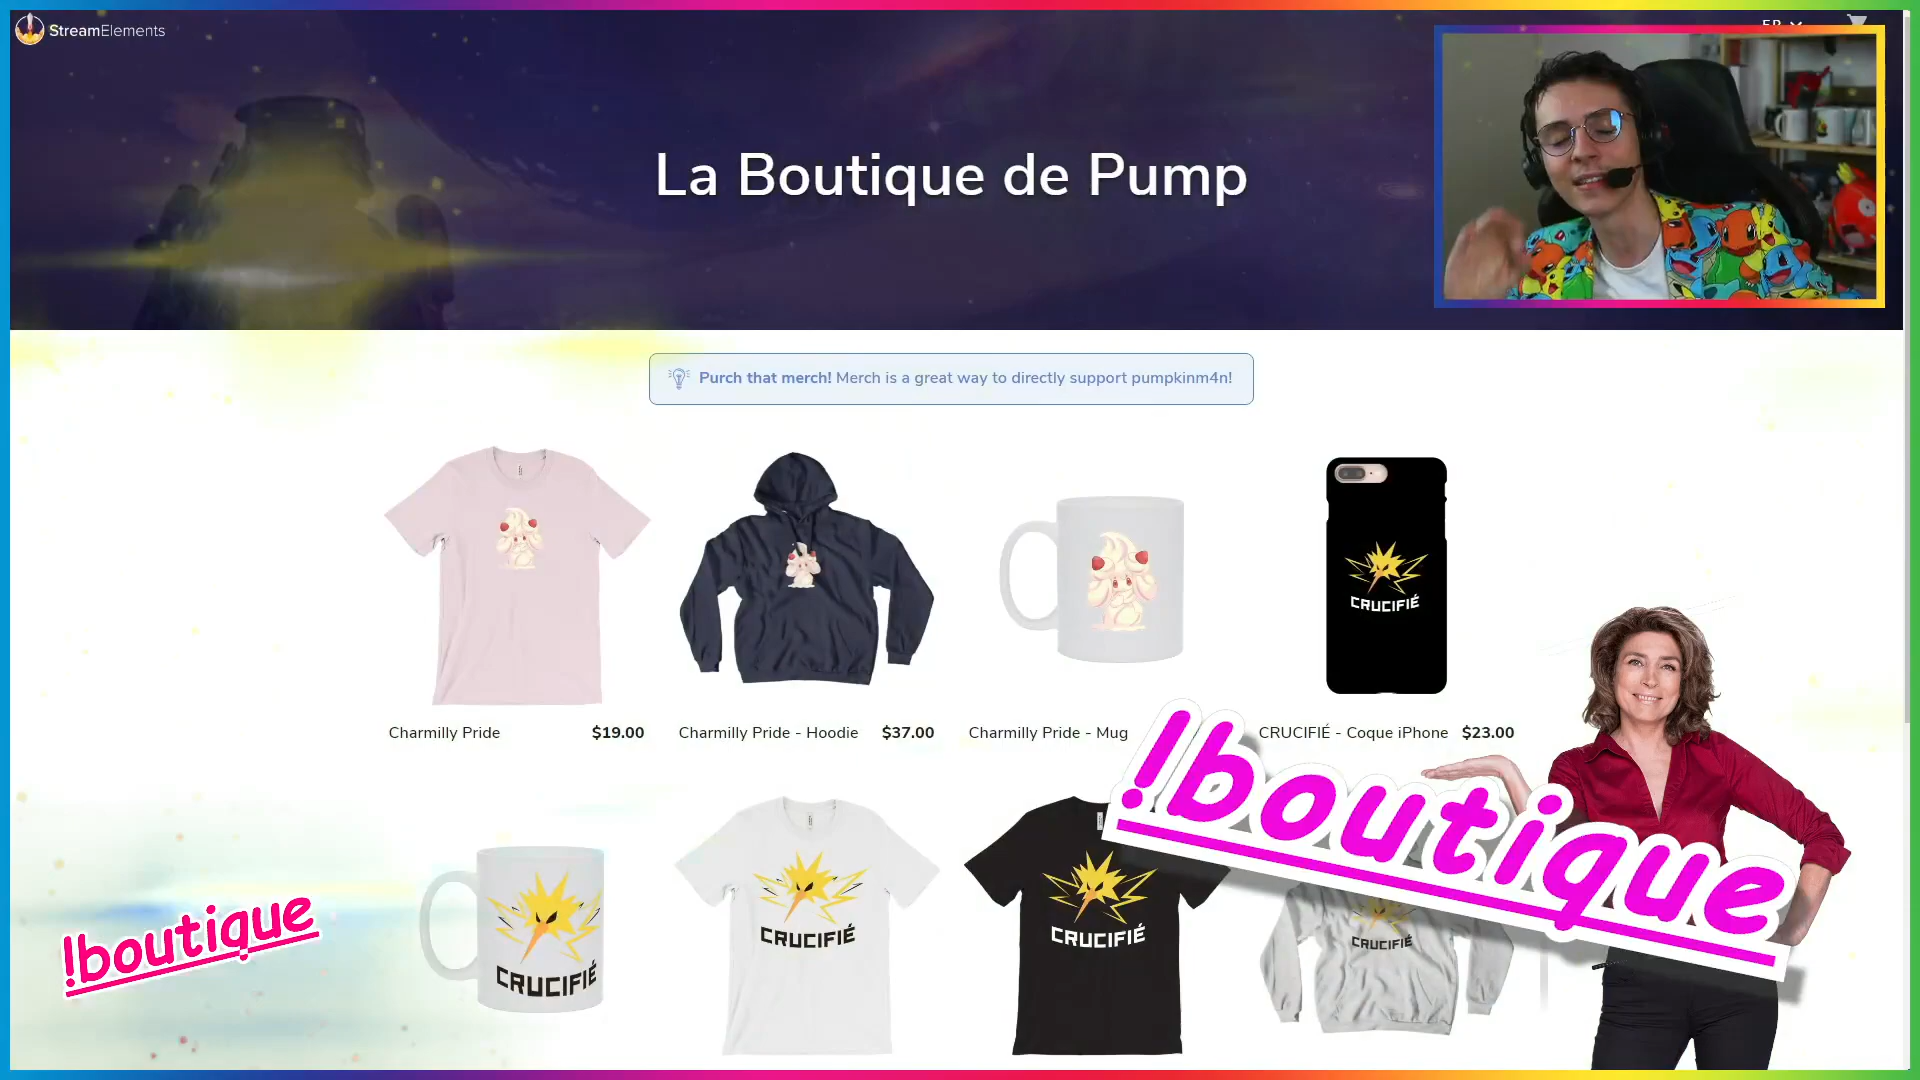 StreamElements
La Boutique de Pump
Purch that merch! Merch is a great way to directly support pumpkinm4n!
CRUCIFIÉ
Charmilly Pride $19.00
Charmilly Pride - Hoodie $37.00
Charmilly Pride - Mug
CRUCIFIÉ - Coque iPhone $23.00
!boutique
!boutique
CRUCIFIÉ
CRUCIFIÉ
CRUCIFIÉ
CRUCIFIÉ